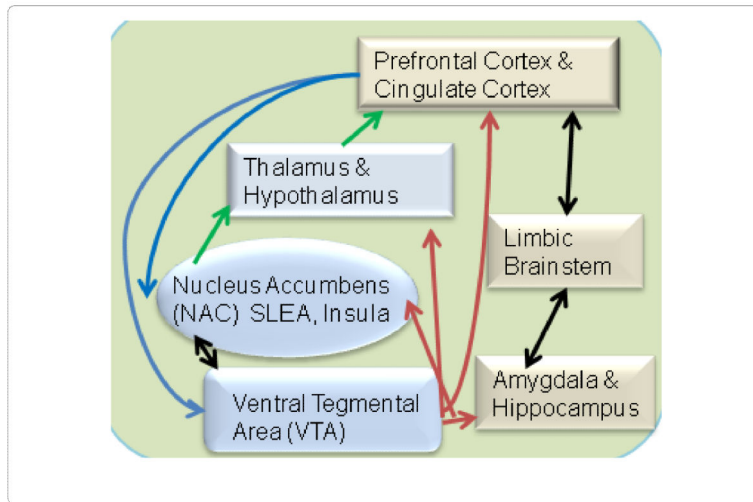 Prefrontal Cortex &
Cingulate Cortex
Thalamus &
Hypothalamus
Limbic
Brainstem
Nucleus Accumbens
(NAC) SLEA, Insula
Amygdala &
Hippocampus
Ventral Tegmental
Area (VTA)